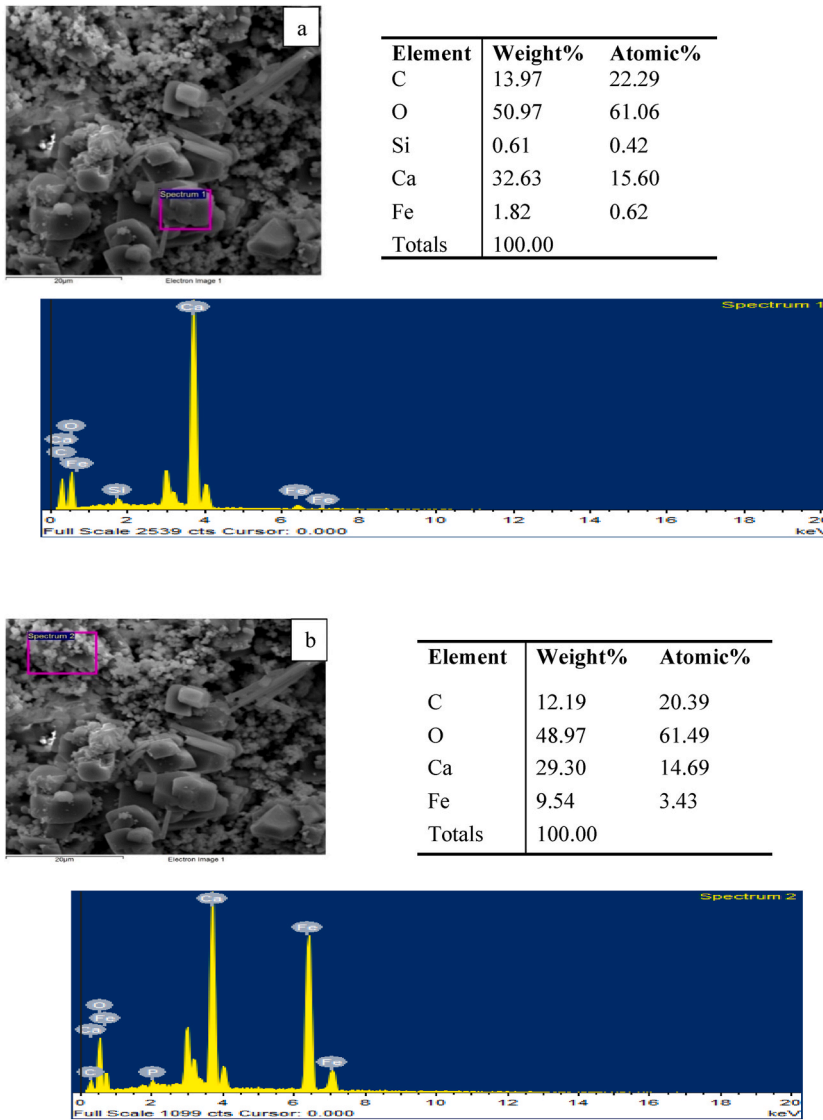 a
Spectrum 1
20µm Electron Image 1
Element Weight% Atomic%
C 13.97 22.29
O 50.97 61.06
Si 0.61 0.42
Ca 32.63 15.60
Fe 1.82 0.62
Totals 100.00
Spectrum 1
Ca
O
Ca
C
Fe
Si
Fe
Fe
0 2 4 6 8 10 12 14 16 18 20
Full Scale 2539 cts Cursor: 0.000 keV
b
Spectrum 2
20µm Electron Image 1
Element Weight% Atomic%
C 12.19 20.39
O 48.97 61.49
Ca 29.30 14.69
Fe 9.54 3.43
Totals 100.00
Spectrum 2
Ca
Fe
O
Fe
Ca
C
P
Fe
0 2 4 6 8 10 12 14 16 18 20
Full Scale 1099 cts Cursor: 0.000 keV